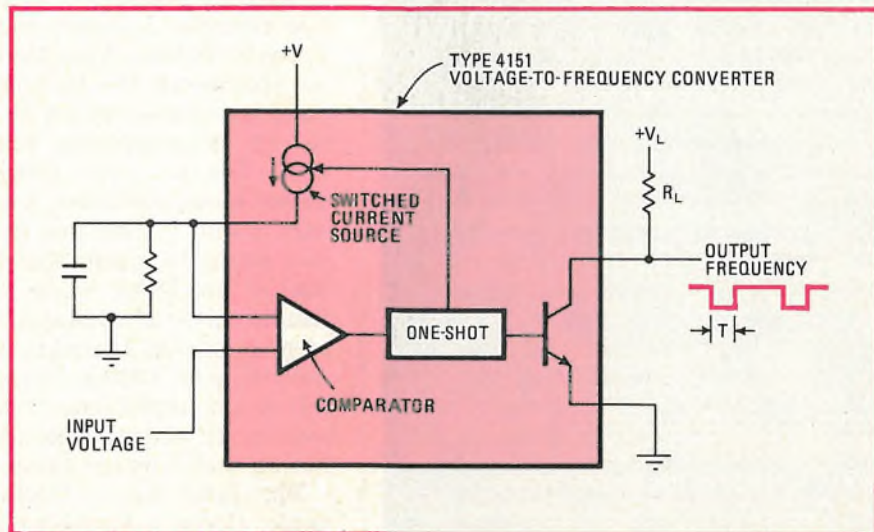 +V
TYPE 4151
VOLTAGE-TO-FREQUENCY CONVERTER
+VL
RL
SWITCHED
CURRENT
SOURCE
OUTPUT
FREQUENCY
T
ONE-SHOT
COMPARATOR
INPUT
VOLTAGE